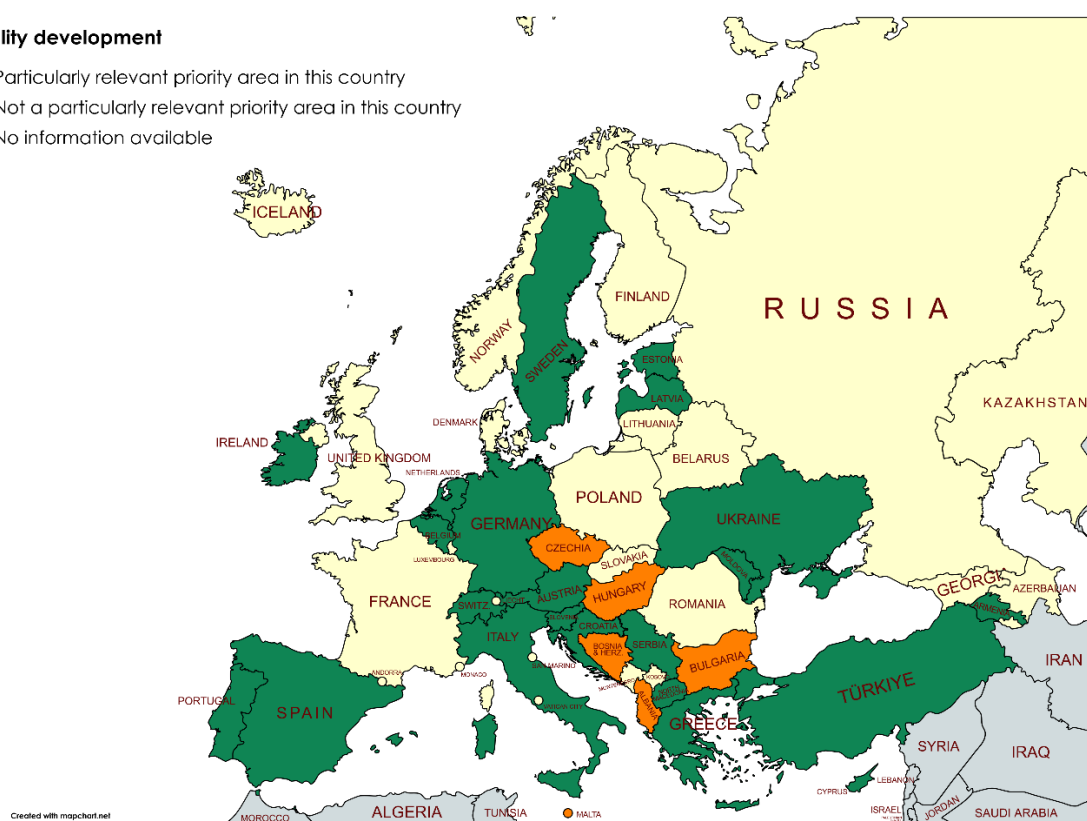 lity development
Particularly relevant priority area in this country
Not a particularly relevant priority area in this country
No information available
ICELAND
FINLAND
RUSSIA
NORWAY
SWEDEN
ESTONIA
LATVIA
KAZAKHSTAN
DENMARK
LITHUANIA
IRELAND
UNITED KINGDOM
BELARUS
NETHERLANDS
POLAND
GERMANY
UKRAINE
BELGIUM
CZECHIA
LUXEMBOURG
SLOVAKIA
MOLDOVA
GEORGI
AZERBAIJAN
AUSTRIA
HUNGARY
FRANCE
SWITZ.
ROMANIA
ARMENIA
SLOVENIA
CROATIA
ITALY
BOSNIA
& HERZ.
SERBIA
IRAN
SAN MARINO
BULGARIA
ANDORRA
MONACO
KOSOVO
TÜRKIYE
PORTUGAL
SPAIN
VATICAN CITY
ALBANIA
GREECE
SYRIA
IRAQ
LEBANON
CYPRUS
ISRAEL
JORDAN
SAUDI ARABIA
MOROCCO
ALGERIA
TUNISIA
MALTA
Created with mapchart.net